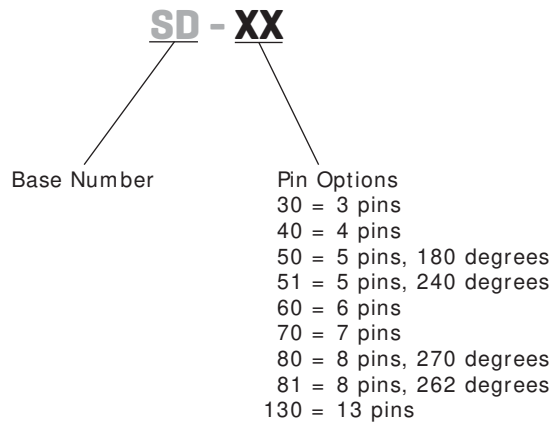 SD - XX
Base Number
Pin Options
30 = 3 pins
40 = 4 pins
50 = 5 pins, 180 degrees
51 = 5 pins, 240 degrees
60 = 6 pins
70 = 7 pins
80 = 8 pins, 270 degrees
81 = 8 pins, 262 degrees
130 = 13 pins